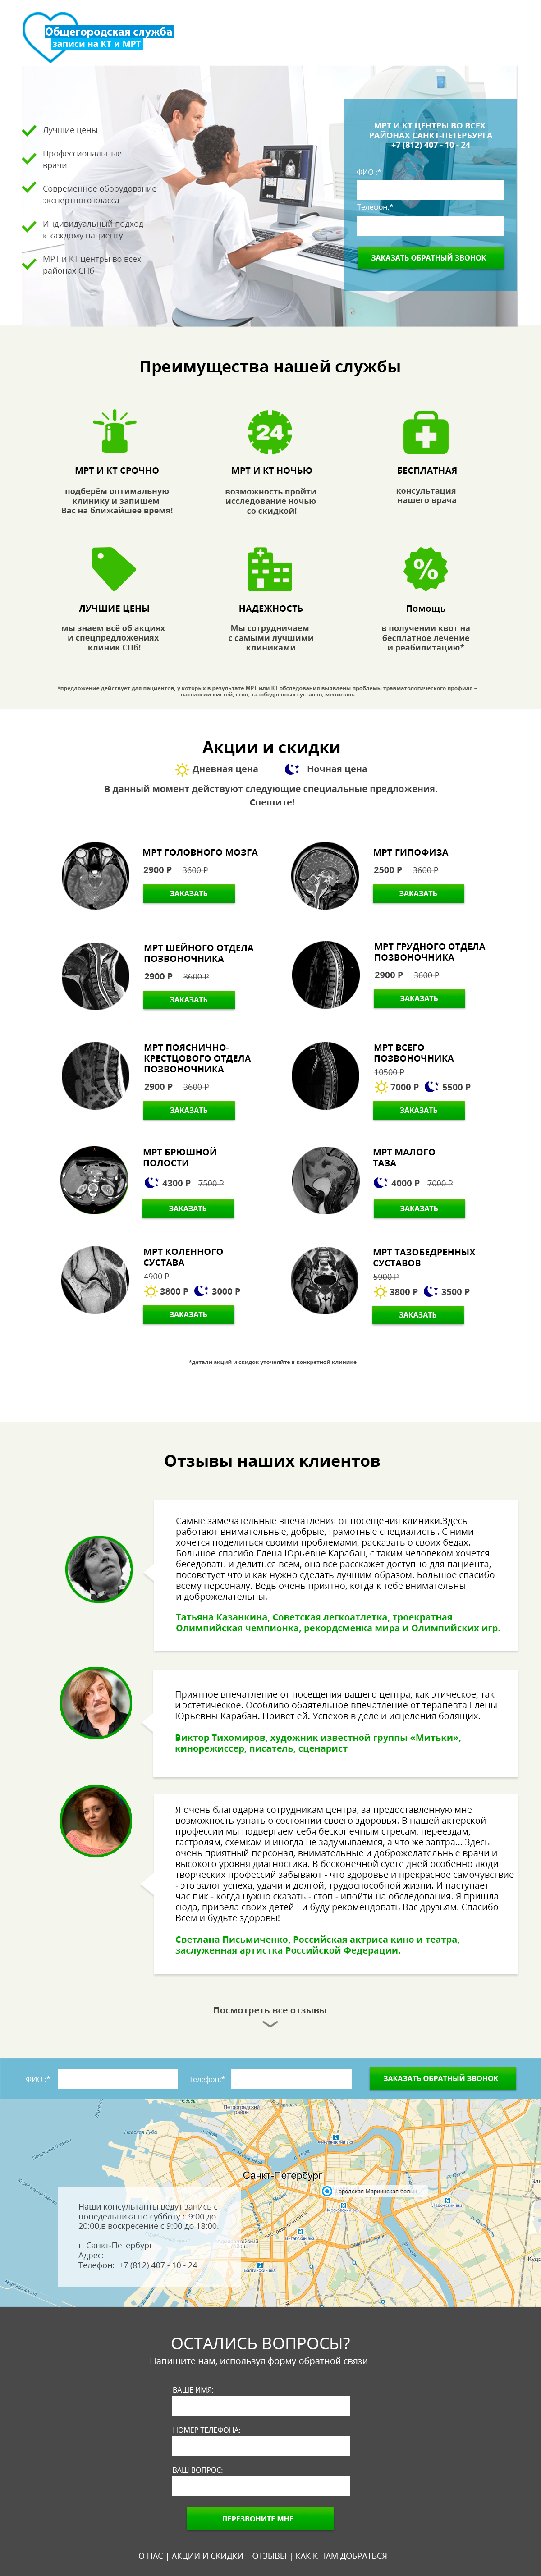 Общегородская служба
записи на КТ и МРТ
Лучшие цены
Профессиональные
врачи
Современное оборудование
экспертного класса
Индивидуальный подход
к каждому пациенту
МРТ и КТ центры во всех
районах СПб
МРТ И КТ ЦЕНТРЫ ВО ВСЕХ
РАЙОНАХ САНКТ-ПЕТЕРБУРГА
+7 (812) 407 - 10 - 24
ФИО :*
Телефон:*
ЗАКАЗАТЬ ОБРАТНЫЙ ЗВОНОК
Преимущества нашей службы
МРТ И КТ СРОЧНО
подберём оптимальную
клинику и запишем
Вас на ближайшее время!
24
МРТ И КТ НОЧЬЮ
возможность пройти
исследование ночью
со скидкой!
БЕСПЛАТНАЯ
консультация
нашего врача
ЛУЧШИЕ ЦЕНЫ
мы знаем всё об акциях
и спецпредложениях
клиник СПб!
НАДЕЖНОСТЬ
Мы сотрудничаем
с самыми лучшими
клиниками
%
Помощь
в получении квот на
бесплатное лечение
и реабилитацию*
*предложение действует для пациентов, у которых в результате МРТ или КТ обследования выявлены проблемы травматологического профиля –
патологии кистей, стоп, тазобедренных суставов, менисков.
Акции и скидки
Дневная цена
Ночная цена
В данный момент действуют следующие специальные предложения.
Спешите!
МРТ ГОЛОВНОГО МОЗГА
2900 Р 3600 Р
ЗАКАЗАТЬ
МРТ ГИПОФИЗА
2500 Р 3600 Р
ЗАКАЗАТЬ
МРТ ШЕЙНОГО ОТДЕЛА
ПОЗВОНОЧНИКА
2900 Р 3600 Р
ЗАКАЗАТЬ
МРТ ГРУДНОГО ОТДЕЛА
ПОЗВОНОЧНИКА
2900 Р 3600 Р
ЗАКАЗАТЬ
МРТ ПОЯСНИЧНО-
КРЕСТЦОВОГО ОТДЕЛА
ПОЗВОНОЧНИКА
2900 Р 3600 Р
ЗАКАЗАТЬ
МРТ ВСЕГО
ПОЗВОНОЧНИКА
10500 Р
7000 Р 5500 Р
ЗАКАЗАТЬ
МРТ БРЮШНОЙ
ПОЛОСТИ
4300 Р 7500 Р
ЗАКАЗАТЬ
МРТ МАЛОГО
ТАЗА
4000 Р 7000 Р
ЗАКАЗАТЬ
МРТ КОЛЕННОГО
СУСТАВА
4900 Р
3800 Р 3000 Р
ЗАКАЗАТЬ
МРТ ТАЗОБЕДРЕННЫХ
СУСТАВОВ
5900 Р
3800 Р 3500 Р
ЗАКАЗАТЬ
*детали акций и скидок уточняйте в конкретной клинике
Отзывы наших клиентов
Самые замечательные впечатления от посещения клиники.Здесь
работают внимательные, добрые, грамотные специалисты. С ними
хочется поделиться своими проблемами, расказать о своих бедах.
Большое спасибо Елена Юрьевне Карабан, с таким человеком хочется
беседовать и делиться всем, она все раскажет доступно для пациента,
посоветует что и как нужно сделать лучшим образом. Большое спасибо
всему персоналу. Ведь очень приятно, когда к тебе внимательны
и доброжелательны.
Татьяна Казанкина, Советская легкоатлетка, троекратная
Олимпийская чемпионка, рекордсменка мира и Олимпийских игр.
Приятное впечатление от посещения вашего центра, как этическое, так
и эстетическое. Особливо обаятельное впечатление от терапевта Елены
Юрьевны Карабан. Привет ей. Успехов в деле и исцеления болящих.
Виктор Тихомиров, художник известной группы «Митьки»,
кинорежиссер, писатель, сценарист
Я очень благодарна сотрудникам центра, за предоставленную мне
возможность узнать о состоянии своего здоровья. В нашей актерской
профессии мы подвергаем себя бесконечным стресам, переездам,
гастролям, схемкам и иногда не задумываемся, а что же завтра... Здесь
очень приятный персонал, внимательные и доброжелательные врачи и
высокого уровня диагностика. В бесконечной суете дней особенно люди
творческих профессий забывают - что здоровье и прекрасное самочувствие
- это залог успеха, удачи и долгой, трудоспособной жизни. И наступает
час пик - когда нужно сказать - стоп - ипойти на обследования. Я пришла
сюда, привела своих детей - и буду рекомендовать Вас друзьям. Спасибо
Всем и будьте здоровы!
Светлана Письмиченко, Российская актриса кино и театра,
заслуженная артистка Российской Федерации.
Посмотреть все отзывы
ФИО :*
Телефон:*
ЗАКАЗАТЬ ОБРАТНЫЙ ЗВОНОК
Петроградский
район
Невская Губа
Финляндский вкз.
Санкт-Петербург
Городская Мариинская больн...
Московский вкз.
Ладожский вкз.
Витебский вкз.
Балтийский вкз.
Наши консультанты ведут запись с
понедельника по субботу с 9:00 до
20:00,в воскресение с 9:00 до 18:00.
г. Санкт-Петербург
Адрес:
Телефон: +7 (812) 407 - 10 - 24
ОСТАЛИСЬ ВОПРОСЫ?
Напишите нам, используя форму обратной связи
ВАШЕ ИМЯ:
НОМЕР ТЕЛЕФОНА:
ВАШ ВОПРОС:
ПЕРЕЗВОНИТЕ МНЕ
О НАС | АКЦИИ И СКИДКИ | ОТЗЫВЫ | КАК К НАМ ДОБРАТЬСЯ